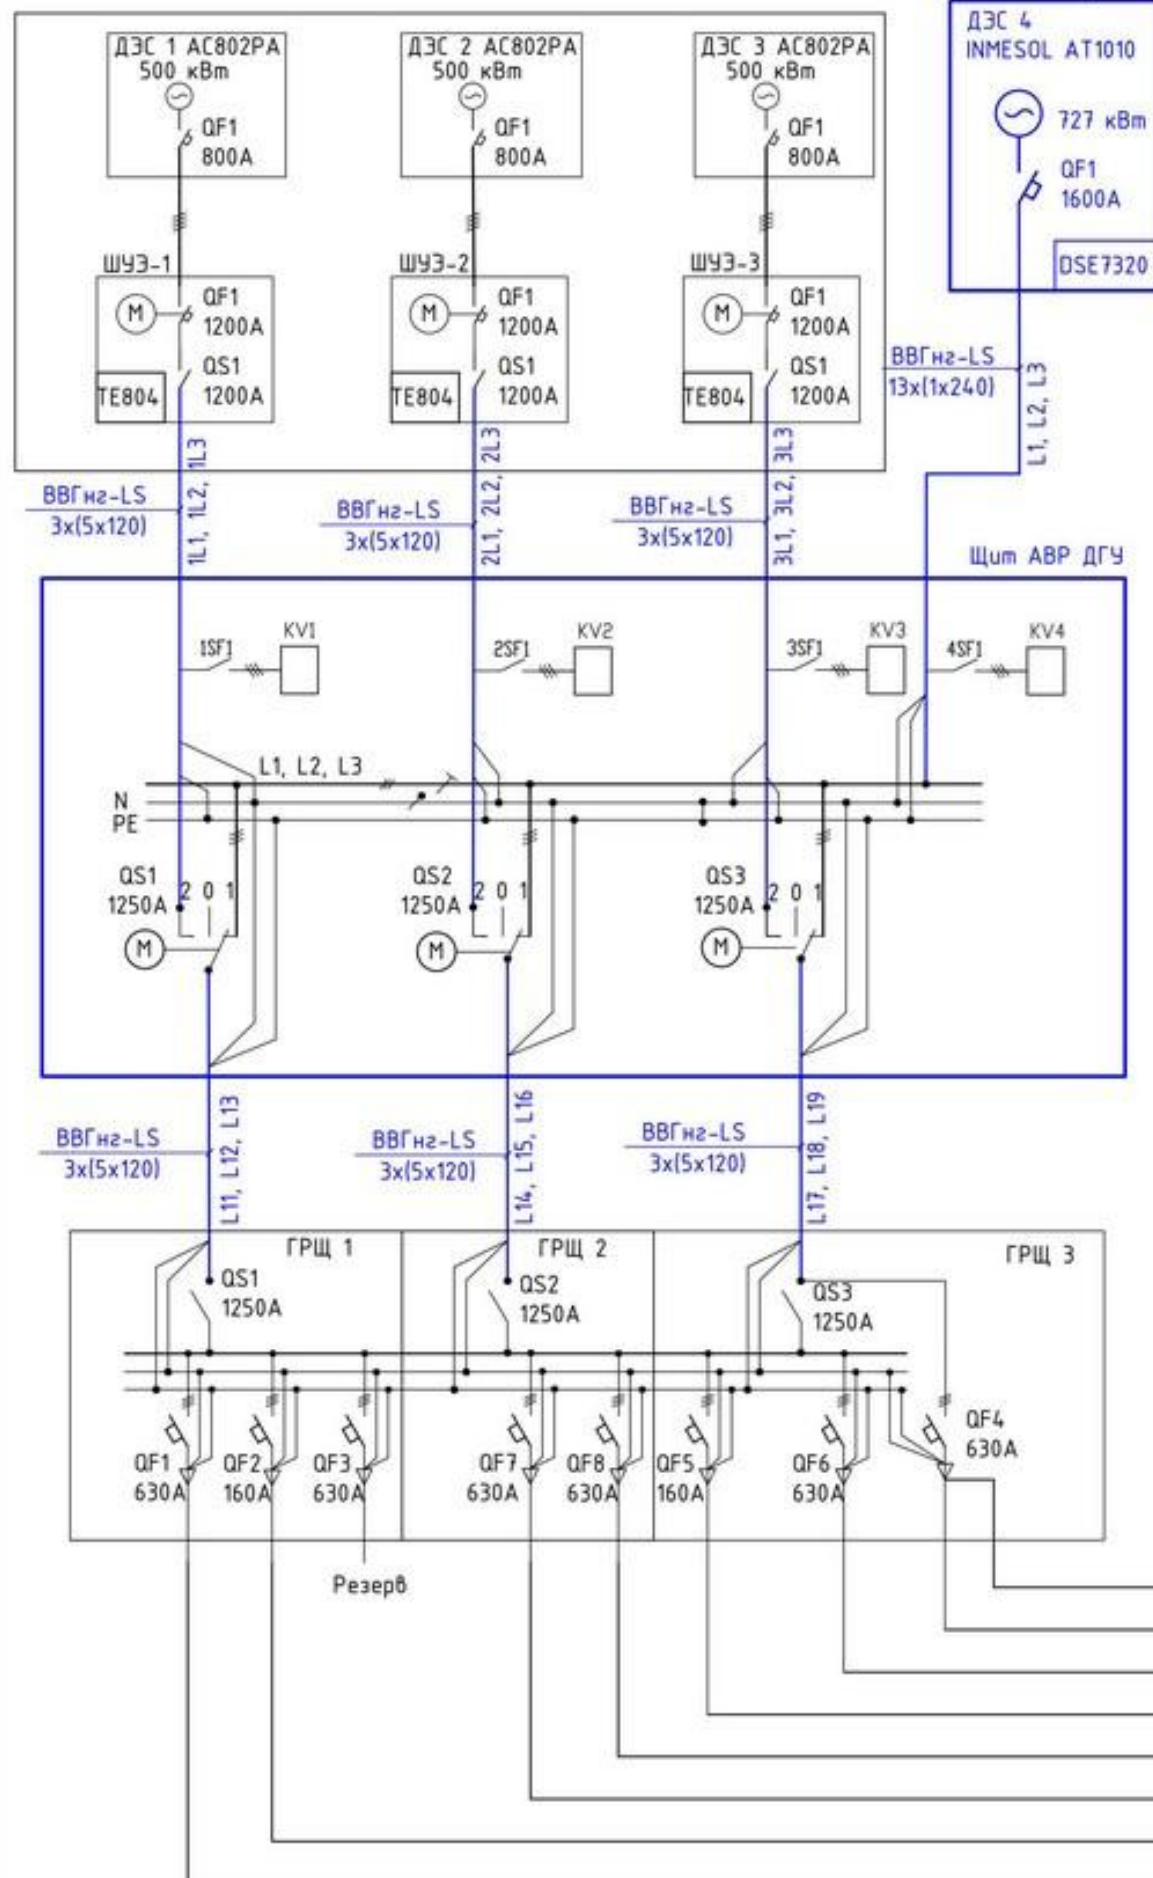 ДЭС 1 АС802РА
500 кВт
QF1
800А
ДЭС 2 АС802РА
500 кВт
QF1
800А
ДЭС 3 АС802РА
500 кВт
QF1
800А
ДЭС 4
INMESOL AT1010
727 кВт
QF1
1600А
DSE7320
ШУЭ-1
M
QF1
1200А
QS1
1200А
TE804
ШУЭ-2
M
QF1
1200А
QS1
1200А
TE804
ШУЭ-3
M
QF1
1200А
QS1
1200А
TE804
ВВГнг-LS
13х(1х240)
L1, L2, L3
ВВГнг-LS
3х(5х120)
1L1, 1L2, 1L3
ВВГнг-LS
3х(5х120)
2L1, 2L2, 2L3
ВВГнг-LS
3х(5х120)
3L1, 3L2, 3L3
Щит АВР ДГУ
1SF1
KV1
2SF1
KV2
3SF1
KV3
4SF1
KV4
L1, L2, L3
N
PE
QS1
1250А
2 0 1
M
QS2
1250А
2 0 1
M
QS3
1250А
2 0 1
M
ВВГнг-LS
3х(5х120)
L11, L12, L13
ВВГнг-LS
3х(5х120)
L14, L15, L16
ВВГнг-LS
3х(5х120)
L17, L18, L19
ГРЩ 1
QS1
1250А
ГРЩ 2
QS2
1250А
ГРЩ 3
QS3
1250А
QF1
630А
QF2
160А
QF3
630А
QF7
630А
QF8
630А
QF5
160А
QF6
630А
QF4
630А
Резерв